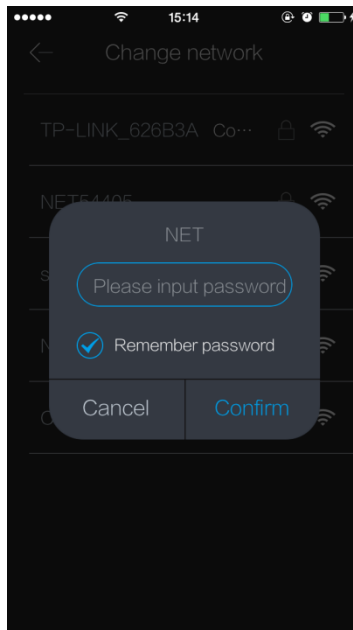 15:14
Change network
TP-LINK_626B3A Co···
NET54405
NET
Please input password
Remember password
Cancel
Confirm